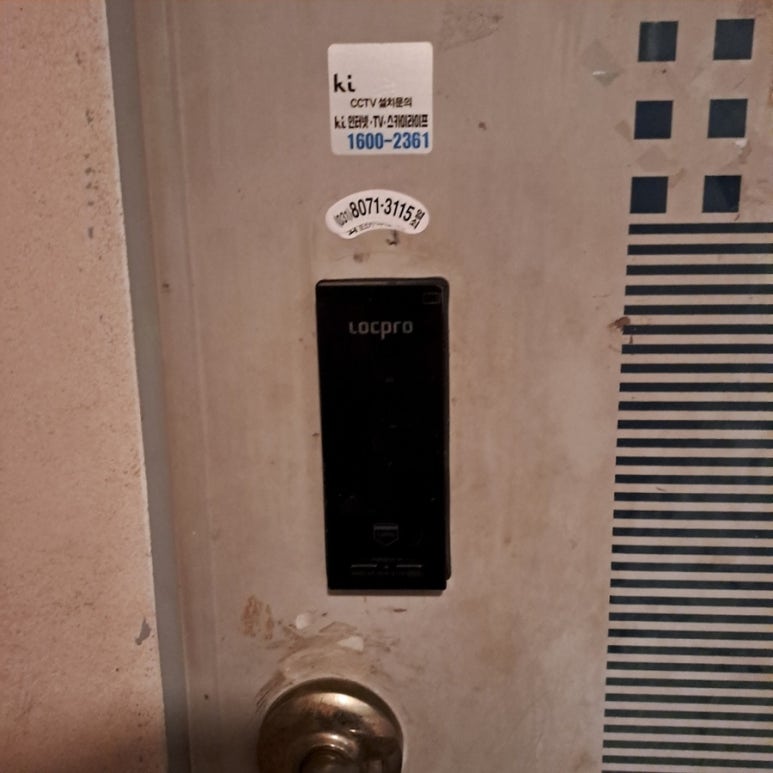 ki
CCTV 설치문의
ki 인터넷·TV·스카이라이프
1600-2361
(031)8071-3115
Locpro